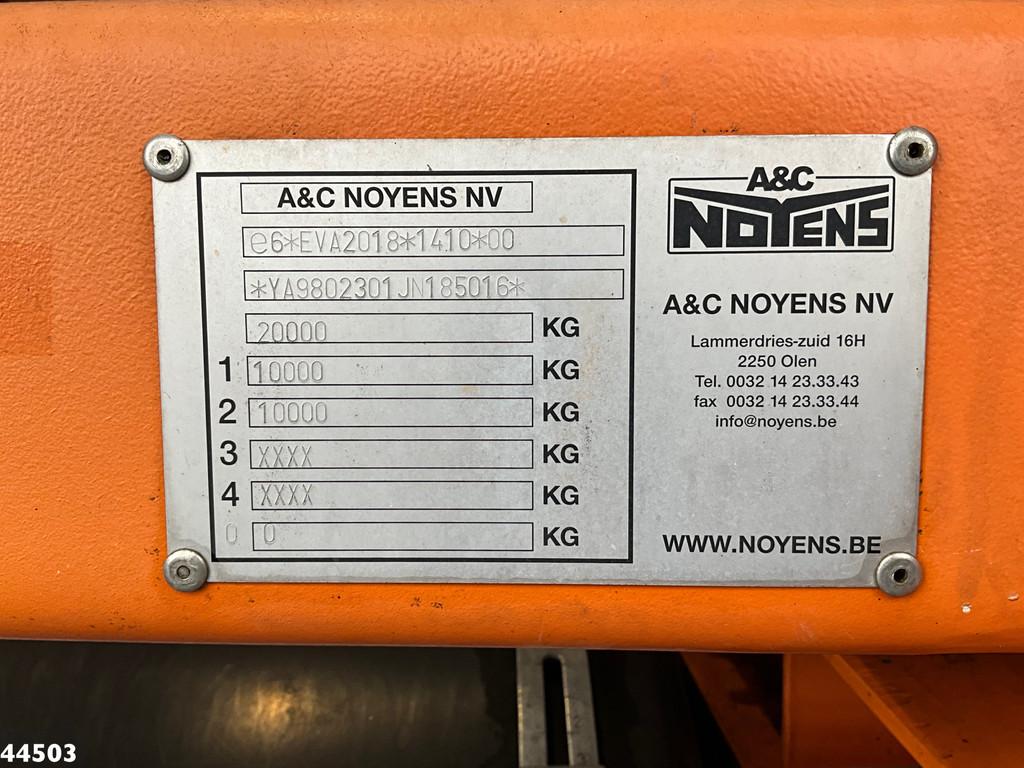 A&C NOYENS NV
e6*EVA2018*1410*00
*YA9802301JN185016*
20000 KG
1 10000 KG
2 10000 KG
3 XXXX KG
4 XXXX KG
0 0 KG
A&C
NOYENS
A&C NOYENS NV
Lammerdries-zuid 16H
2250 Olen
Tel. 0032 14 23.33.43
fax 0032 14 23.33.44
info@noyens.be
WWW.NOYENS.BE
44503